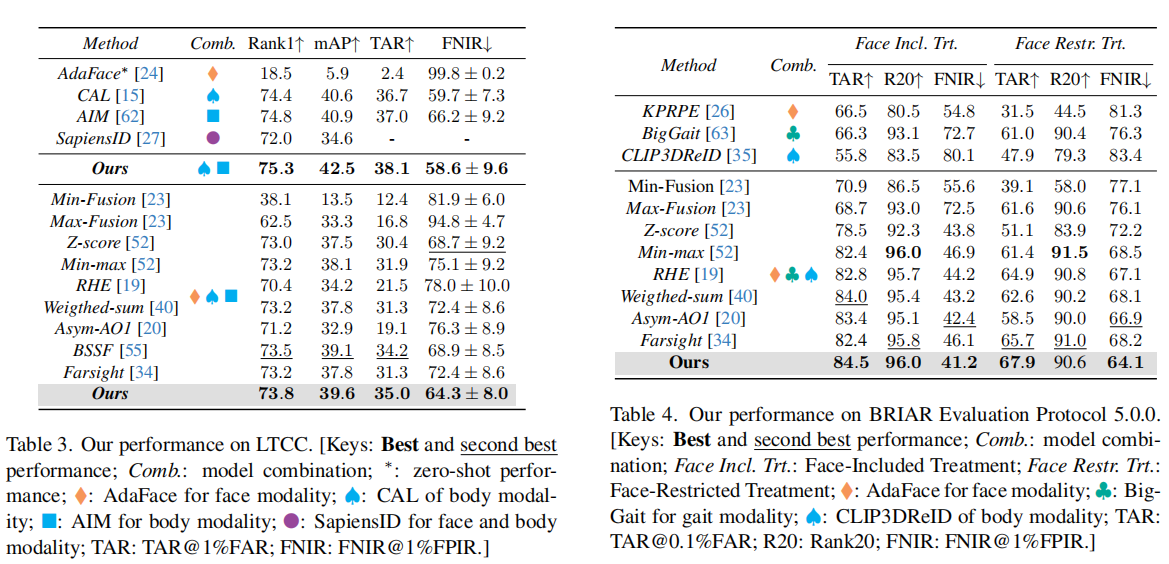 Method Comb. Rank1↑ mAP↑ TAR↑ FNIR↓
AdaFace* [24] ♦ 18.5 5.9 2.4 99.8 ± 0.2
CAL [15] ♠ 74.4 40.6 36.7 59.7 ± 7.3
AIM [62] ■ 74.8 40.9 37.0 66.2 ± 9.2
SapiensID [27] ● 72.0 34.6 - -
Ours ♠ ■ 75.3 42.5 38.1 58.6 ± 9.6
Min-Fusion [23] 38.1 13.5 12.4 81.9 ± 6.0
Max-Fusion [23] 62.5 33.3 16.8 94.8 ± 4.7
Z-score [52] 73.0 37.5 30.4 68.7 ± 9.2
Min-max [52] 73.2 38.1 31.9 75.1 ± 9.2
RHE [19] 70.4 34.2 21.5 78.0 ± 10.0
♦ ♠ ■
Weigthed-sum [40] 73.2 37.8 31.3 72.4 ± 8.6
Asym-AO1 [20] 71.2 32.9 19.1 76.3 ± 8.9
BSSF [55] 73.5 39.1 34.2 68.9 ± 8.5
Farsight [34] 73.2 37.8 31.3 72.4 ± 8.6
Ours 73.8 39.6 35.0 64.3 ± 8.0
Table 3. Our performance on LTCC. [Keys: Best and second best
performance; Comb.: model combination; *: zero-shot perfor-
mance; ♦: AdaFace for face modality; ♠: CAL of body modal-
ity; ■: AIM for body modality; ●: SapiensID for face and body
modality; TAR: TAR@1%FAR; FNIR: FNIR@1%FPIR.]
Face Incl. Trt. Face Restr. Trt.
Method Comb.
TAR↑ R20↑ FNIR↓ TAR↑ R20↑ FNIR↓
KPRPE [26] ♦ 66.5 80.5 54.8 31.5 44.5 81.3
BigGait [63] ♣ 66.3 93.1 72.7 61.0 90.4 76.3
CLIP3DReID [35] ♠ 55.8 83.5 80.1 47.9 79.3 83.4
Min-Fusion [23] 70.9 86.5 55.6 39.1 58.0 77.1
Max-Fusion [23] 68.7 93.0 72.5 61.6 90.6 76.1
Z-score [52] 78.5 92.3 43.8 51.1 83.9 72.2
Min-max [52] 82.4 96.0 46.9 61.4 91.5 68.5
RHE [19] ♦ ♣ ♠ 82.8 95.7 44.2 64.9 90.8 67.1
Weigthed-sum [40] 84.0 95.4 43.2 62.6 90.2 68.1
Asym-AO1 [20] 83.4 95.1 42.4 58.5 90.0 66.9
Farsight [34] 82.4 95.8 46.1 65.7 91.0 68.2
Ours 84.5 96.0 41.2 67.9 90.6 64.1
Table 4. Our performance on BRIAR Evaluation Protocol 5.0.0.
[Keys: Best and second best performance; Comb.: model combi-
nation; Face Incl. Trt.: Face-Included Treatment; Face Restr. Trt.:
Face-Restricted Treatment; ♦: AdaFace for face modality; ♣: Big-
Gait for gait modality; ♠: CLIP3DReID of body modality; TAR:
TAR@0.1%FAR; R20: Rank20; FNIR: FNIR@1%FPIR.]